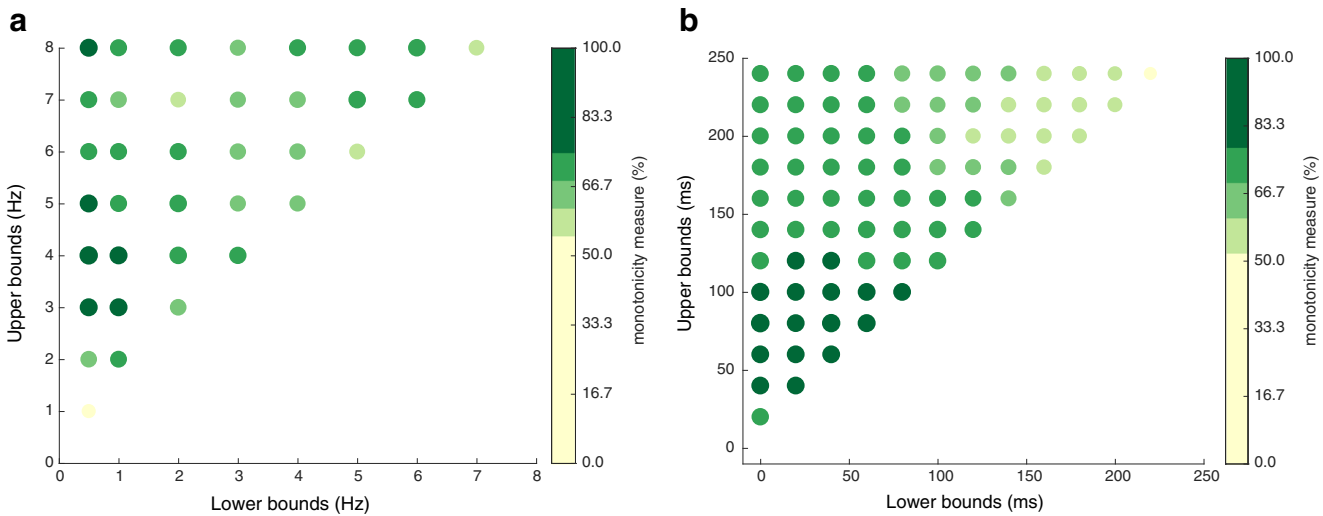 a
b
8
7
6
5
4
3
2
1
0
Upper bounds (Hz)
0 1 2 3 4 5 6 7 8
Lower bounds (Hz)
100.0
83.3
66.7
50.0
33.3
16.7
0.0
monotonicity measure (%)
250
200
150
100
50
0
Upper bounds (ms)
0 50 100 150 200 250
Lower bounds (ms)
100.0
83.3
66.7
50.0
33.3
16.7
0.0
monotonicity measure (%)